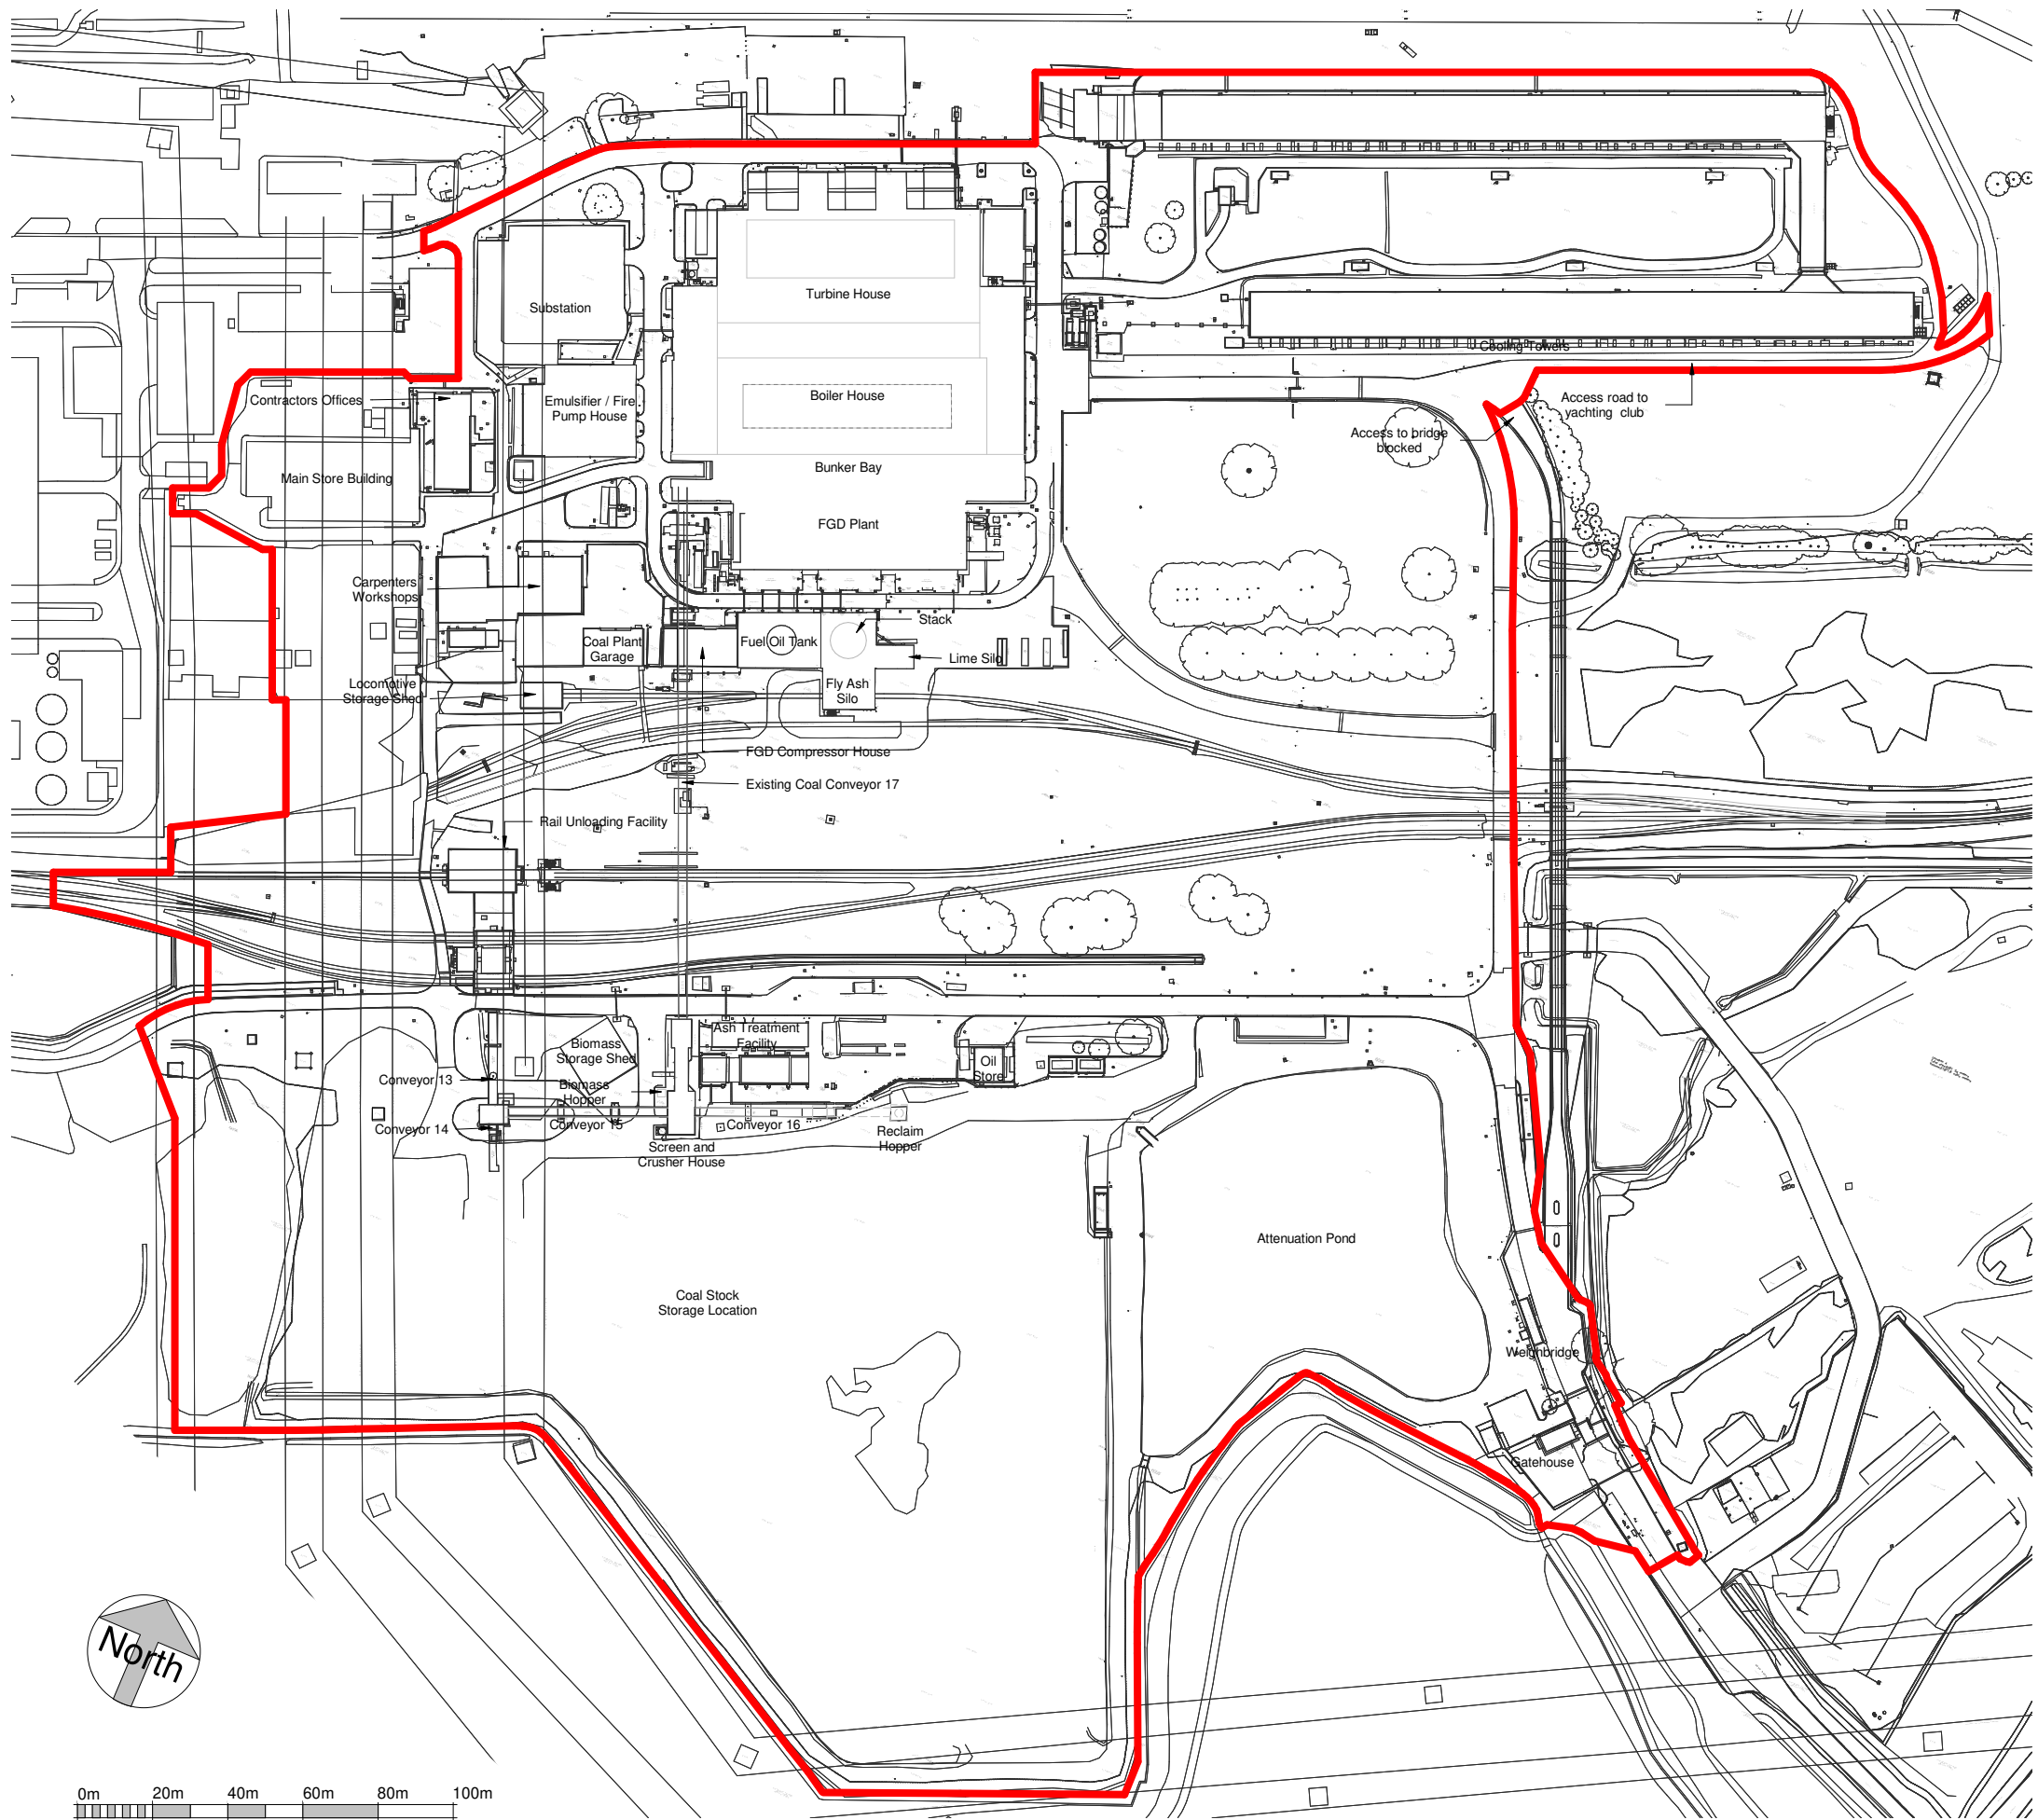 Turbine House
Substation
Cooling Towers
Boiler House
Contractors Offices
Emulsifier / Fire
Pump House
Access road to
yachting club
Access to bridge
blocked
Bunker Bay
Main Store Building
FGD Plant
Carpenters
Workshops
Stack
Coal Plant
Garage
Fuel Oil Tank
Lime Silo
Locomotive
Storage Shed
Fly Ash
Silo
FGD Compressor House
Existing Coal Conveyor 17
Rail Unloading Facility
Ash Treatment
Facility
Biomass
Storage Shed
Oil
Store
Conveyor 13
Biomass
Hopper
Conveyor 14
Conveyor 15
Conveyor 16
Reclaim
Hopper
Screen and
Crusher House
Attenuation Pond
Coal Stock
Storage Location
Weighbridge
Gatehouse
North
0m 20m 40m 60m 80m 100m